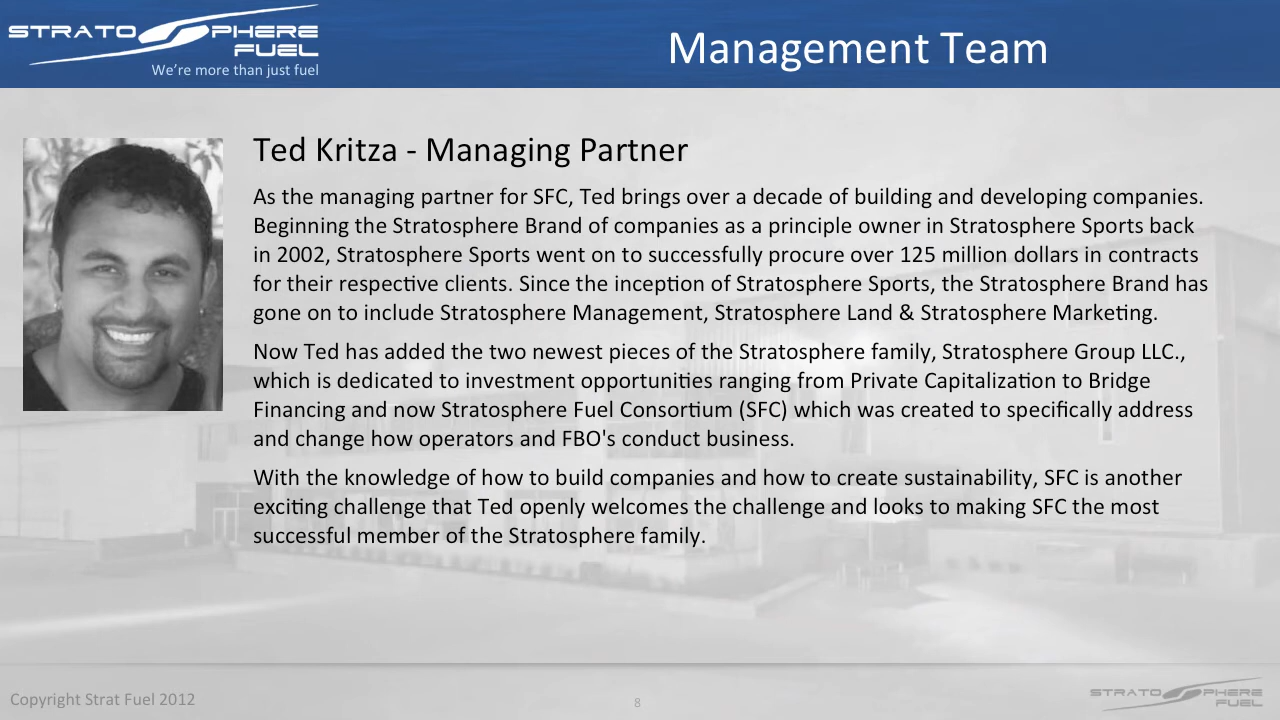 STRATOSPHERE
FUEL
We're more than just fuel
Management Team
Ted Kritza - Managing Partner
As the managing partner for SFC, Ted brings over a decade of building and developing companies.
Beginning the Stratosphere Brand of companies as a principle owner in Stratosphere Sports back
in 2002, Stratosphere Sports went on to successfully procure over 125 million dollars in contracts
for their respective clients. Since the inception of Stratosphere Sports, the Stratosphere Brand has
gone on to include Stratosphere Management, Stratosphere Land & Stratosphere Marketing.
Now Ted has added the two newest pieces of the Stratosphere family, Stratosphere Group LLC.,
which is dedicated to investment opportunities ranging from Private Capitalization to Bridge
Financing and now Stratosphere Fuel Consortium (SFC) which was created to specifically address
and change how operators and FBO's conduct business.
With the knowledge of how to build companies and how to create sustainability, SFC is another
exciting challenge that Ted openly welcomes the challenge and looks to making SFC the most
successful member of the Stratosphere family.
Copyright Strat Fuel 2012
8
STRATOSPHERE
FUEL